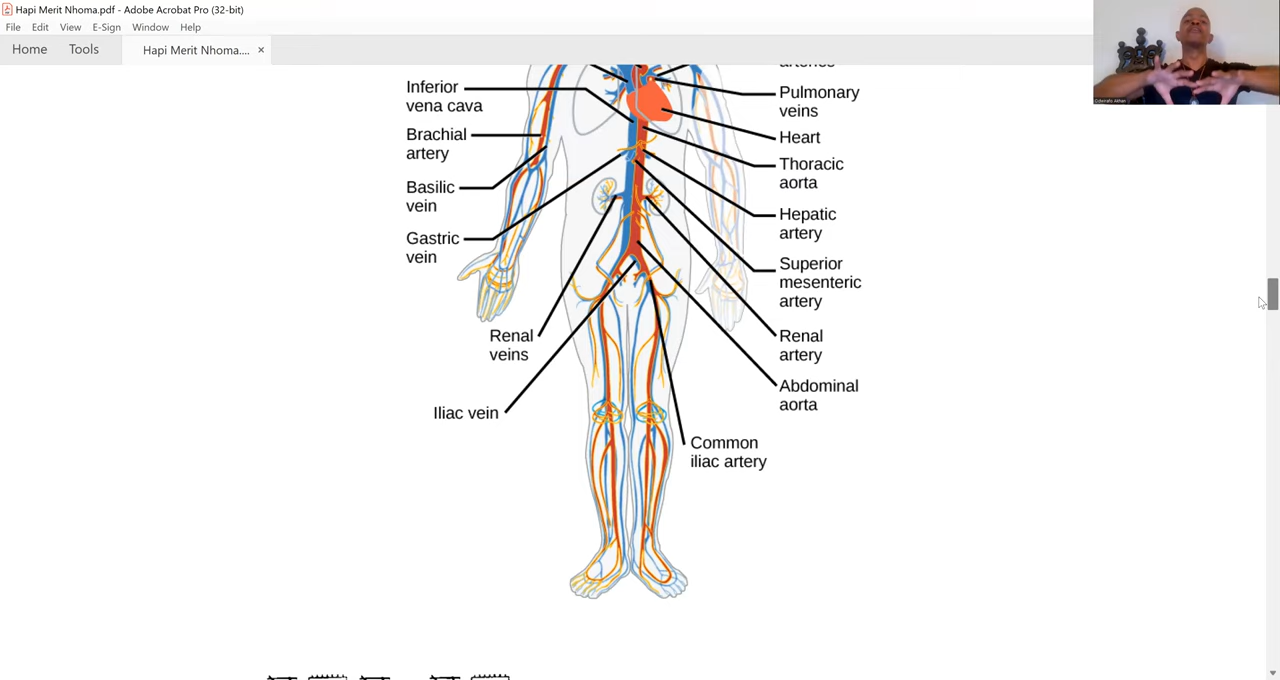 Hapi Merit Nhoma.pdf - Adobe Acrobat Pro (32-bit)
File Edit View E-Sign Window Help
Home Tools Hapi Merit Nhoma.... ×
arteries
Inferior
vena cava
Brachial
artery
Basilic
vein
Gastric
vein
Renal
veins
Iliac vein
Pulmonary
veins
Heart
Thoracic
aorta
Hepatic
artery
Superior
mesenteric
artery
Renal
artery
Abdominal
aorta
Common
iliac artery